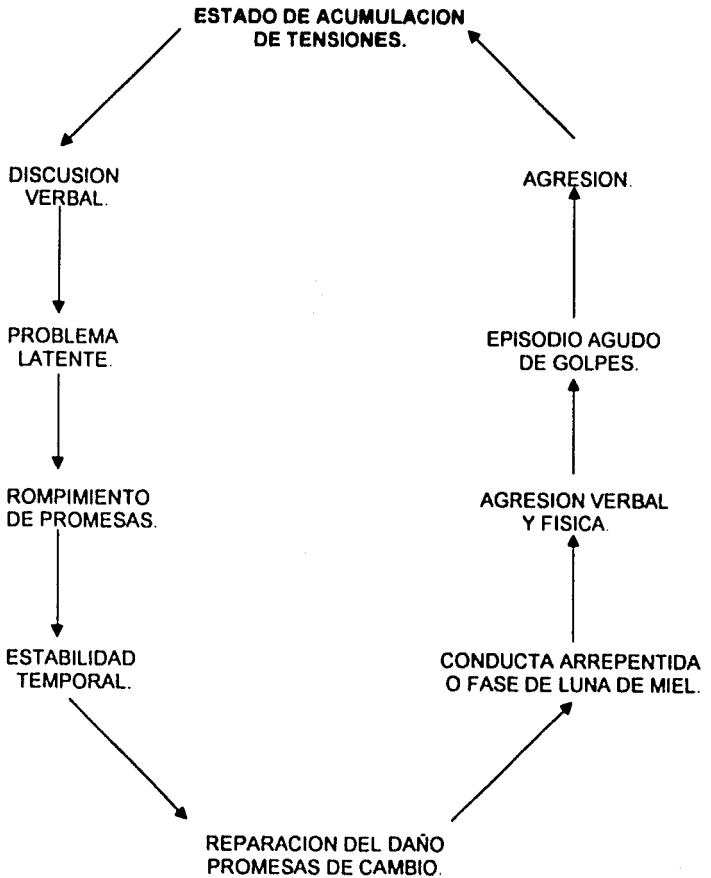 ESTADO DE ACUMULACION
DE TENSIONES.
DISCUSION
VERBAL.
AGRESION.
PROBLEMA
LATENTE.
EPISODIO AGUDO
DE GOLPES.
ROMPIMIENTO
DE PROMESAS.
AGRESION VERBAL
Y FISICA.
ESTABILIDAD
TEMPORAL.
CONDUCTA ARREPENTIDA
O FASE DE LUNA DE MIEL.
REPARACION DEL DAÑO
PROMESAS DE CAMBIO.